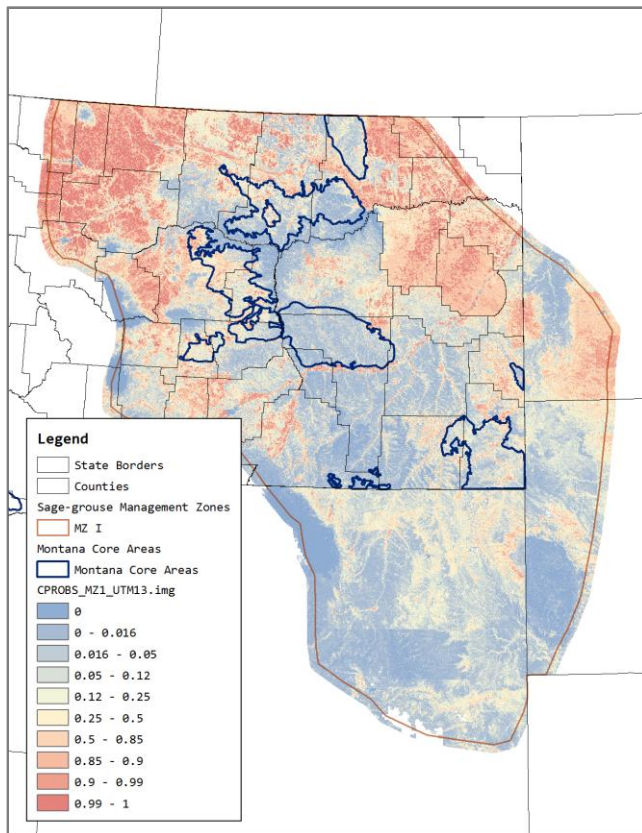 Legend
State Borders
Counties
Sage-grouse Management Zones
MZ I
Montana Core Areas
Montana Core Areas
CPROBS_MZ1_UTM13.img
0
0 - 0.016
0.016 - 0.05
0.05 - 0.12
0.12 - 0.25
0.25 - 0.5
0.5 - 0.85
0.85 - 0.9
0.9 - 0.99
0.99 - 1